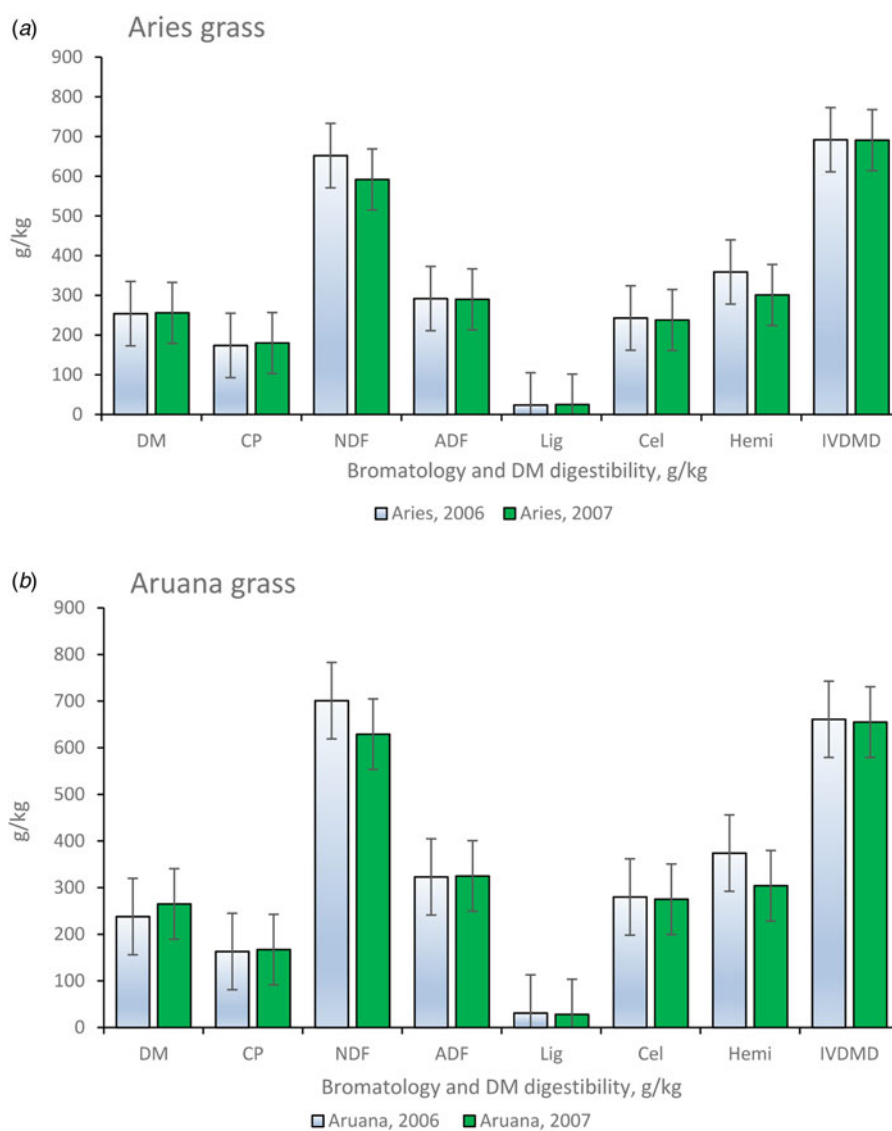 (a) Aries grass
900
800
700
600
500
400
300
200
100
0
g/kg
DM CP NDF ADF Lig Cel Hemi IVDMD
Bromatology and DM digestibility, g/kg
Aries, 2006 Aries, 2007
(b) Aruana grass
900
800
700
600
500
400
300
200
100
0
g/kg
DM CP NDF ADF Lig Cel Hemi IVDMD
Bromatology and DM digestibility, g/kg
Aruana, 2006 Aruana, 2007